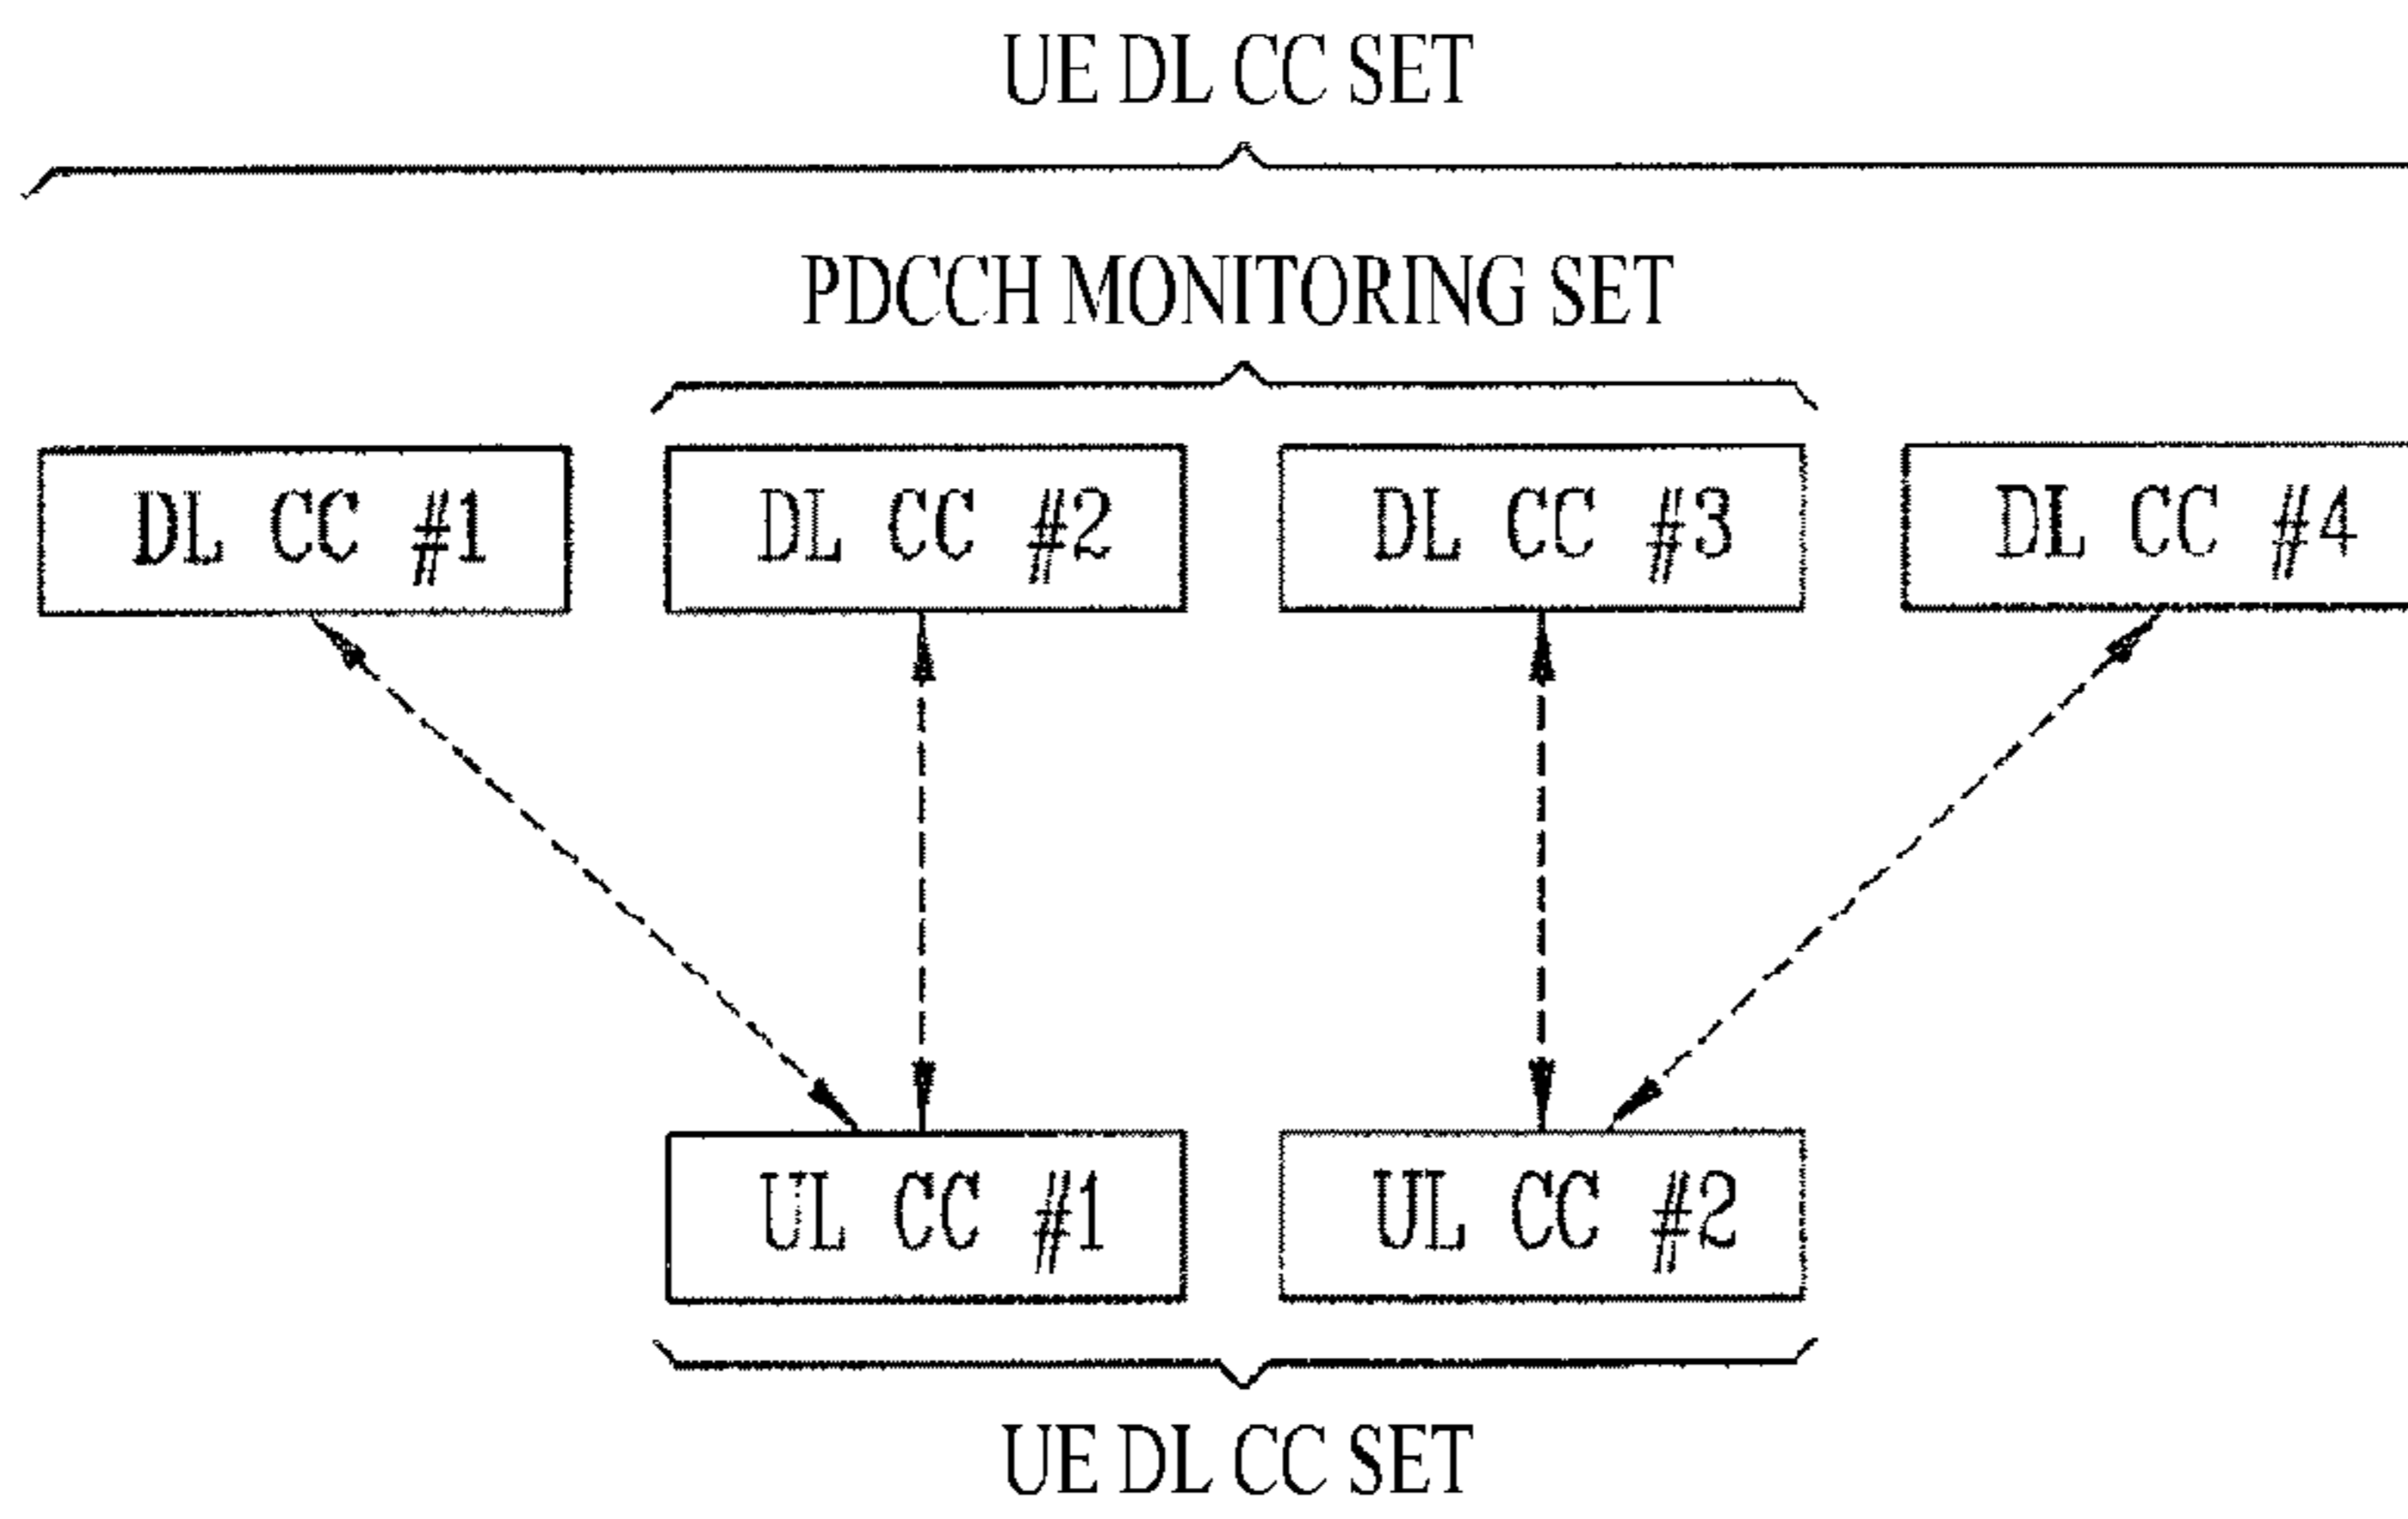 UE DL CC SET
PDCCH MONITORING SET
DL CC #1 DL CC #2 DL CC #3 DL CC #4
UL CC #1 UL CC #2
UE DL CC SET